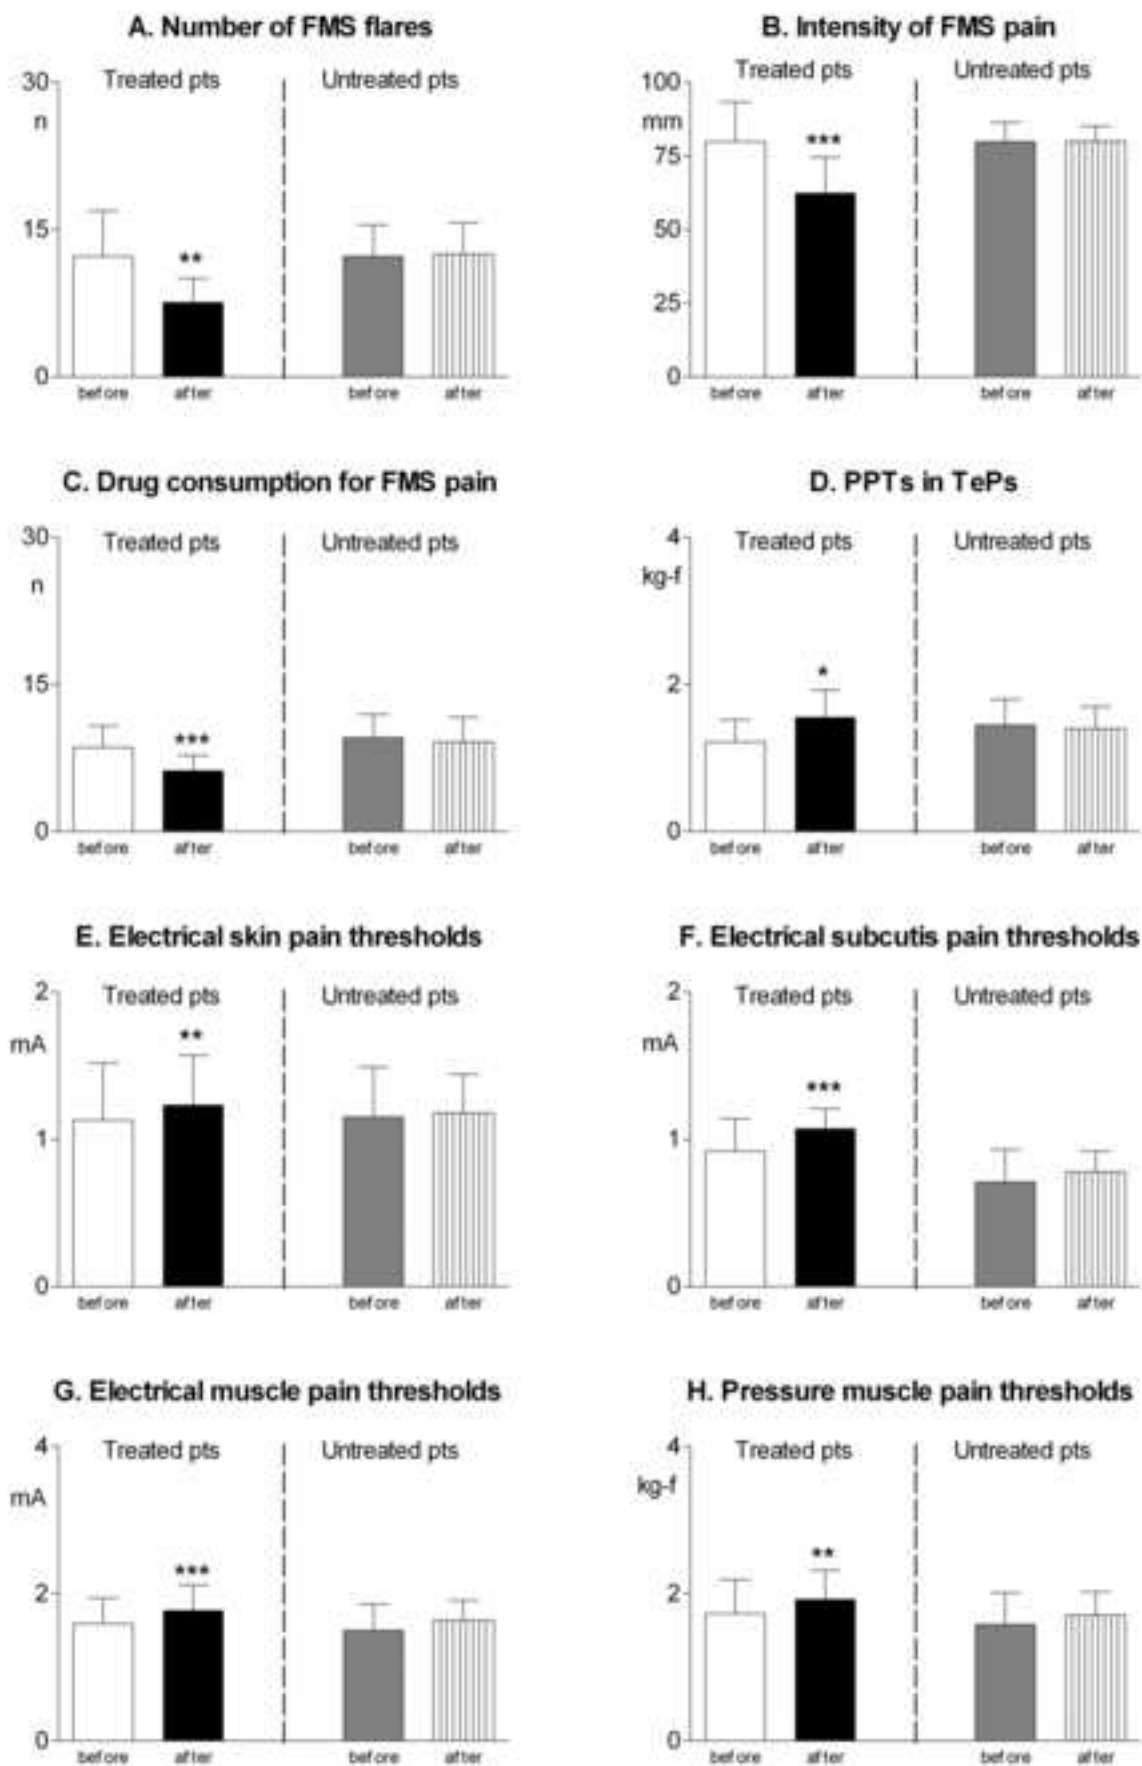 A. Number of FMS flares
30
n
15
0
Treated pts
Untreated pts
**
before
after
before
after
B. Intensity of FMS pain
100
mm
75
50
25
0
Treated pts
Untreated pts
***
before
after
before
after
C. Drug consumption for FMS pain
30
n
15
0
Treated pts
Untreated pts
***
before
after
before
after
D. PPTs in TePs
4
kg-f
2
0
Treated pts
Untreated pts
*
before
after
before
after
E. Electrical skin pain thresholds
2
mA
1
0
Treated pts
Untreated pts
**
before
after
before
after
F. Electrical subcutis pain thresholds
2
mA
1
0
Treated pts
Untreated pts
***
before
after
before
after
G. Electrical muscle pain thresholds
4
mA
2
0
Treated pts
Untreated pts
***
before
after
before
after
H. Pressure muscle pain thresholds
4
kg-f
2
0
Treated pts
Untreated pts
**
before
after
before
after